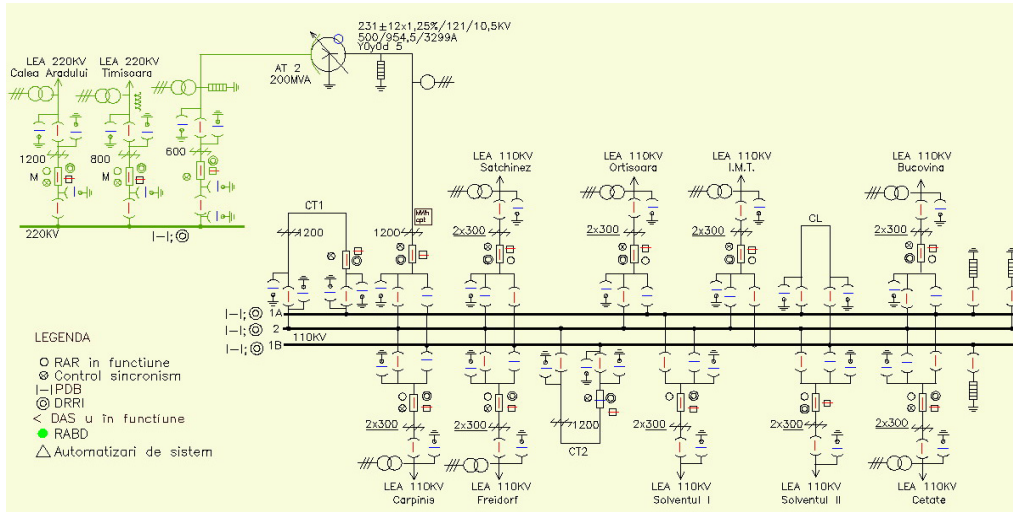 231±12x1,25%/121/10,5KV
500/954,5/3299A
Y0y0d 5
AT 2
200MVA
LEA 220KV
Calea Aradului
LEA 220KV
Timisoara
1200
M
800
M
600
220KV
I-I;
CT1
1200
1200
MWh
cpt
LEA 110KV
Satchinez
2x300
LEA 110KV
Ortisoara
2x300
LEA 110KV
I.M.T.
2x300
CL
LEA 110KV
Bucovina
2x300
I-I; 1A
I-I; 2
110KV
I-I; 1B
LEGENDA
RAR in functiune
Control sincronism
I-I PDB
DRRI
< DAS u in functiune
RABD
Automatizari de sistem
2x300
LEA 110KV
Carpinis
2x300
LEA 110KV
Freidorf
1200
CT2
2x300
LEA 110KV
Solventul I
2x300
LEA 110KV
Solventul II
2x300
LEA 110KV
Cetate